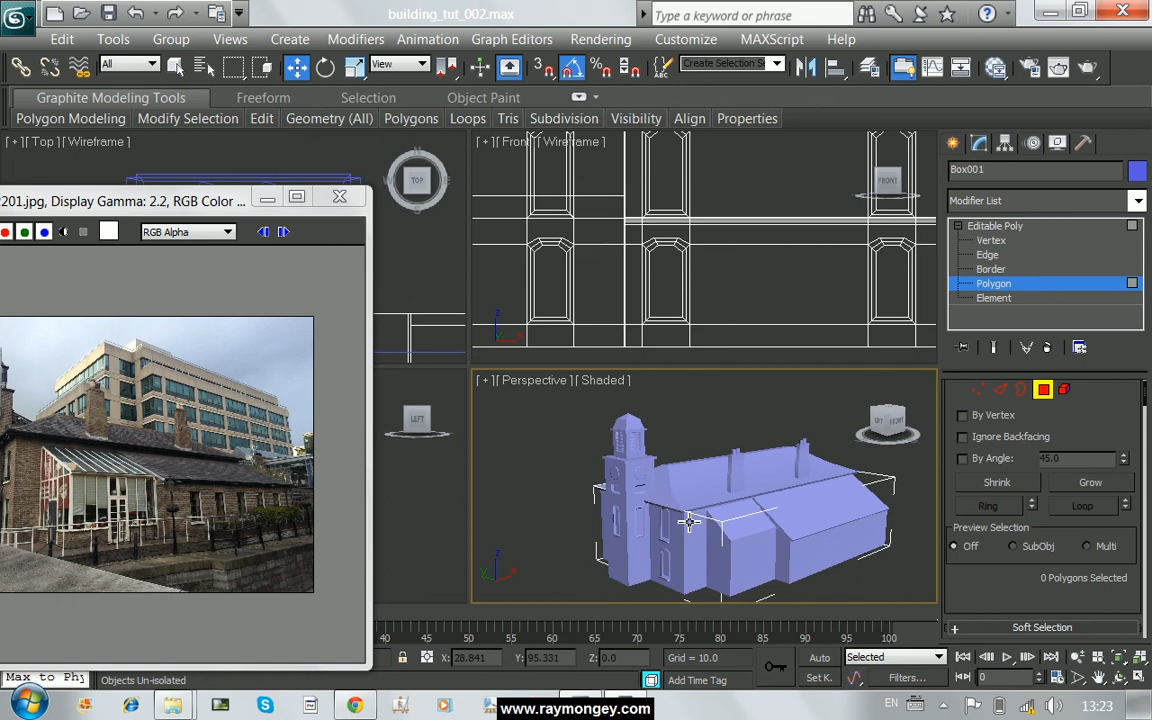 building_tut_002.max
Type a keyword or phrase
Edit Tools Group Views Create Modifiers Animation Graph Editors Rendering Customize MAXScript Help
All
View
3
%
ABC
Create Selection Se
Graphite Modeling Tools Freeform Selection Object Paint
Polygon Modeling Modify Selection Edit Geometry (All) Polygons Loops Tris Subdivision Visibility Align Properties
[ + ] [ Top ] [ Wireframe ]
TOP
[ + ] [ Front ] [ Wireframe ]
FRONT
Box001
Modifier List
201.jpg, Display Gamma: 2.2, RGB Color ...
RGB Alpha
Editable Poly
Vertex
Edge
Border
Polygon
Element
[ + ] [ Perspective ] [ Shaded ]
LEFT
FRONT
By Vertex
Ignore Backfacing
By Angle: 45.0
Shrink Grow
Ring Loop
Preview Selection
Off SubObj Multi
0 Polygons Selected
Soft Selection
40 45 50 55 60 65 70 75 80 85 90 95 100
X: 28.841 Y: 95.331 Z: 0.0 Grid = 10.0
Auto Selected
Max to Phy
Objects Un-isolated
Add Time Tag
Set K. Filters... 0
www.raymongey.com
EN 13:23